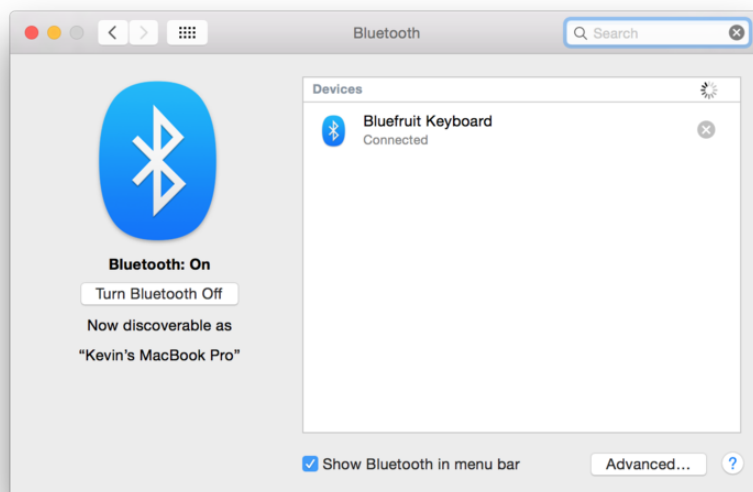 Bluetooth
Search
Devices
Bluefruit Keyboard
Connected
Bluetooth: On
Turn Bluetooth Off
Now discoverable as
“Kevin’s MacBook Pro”
Show Bluetooth in menu bar
Advanced...
?